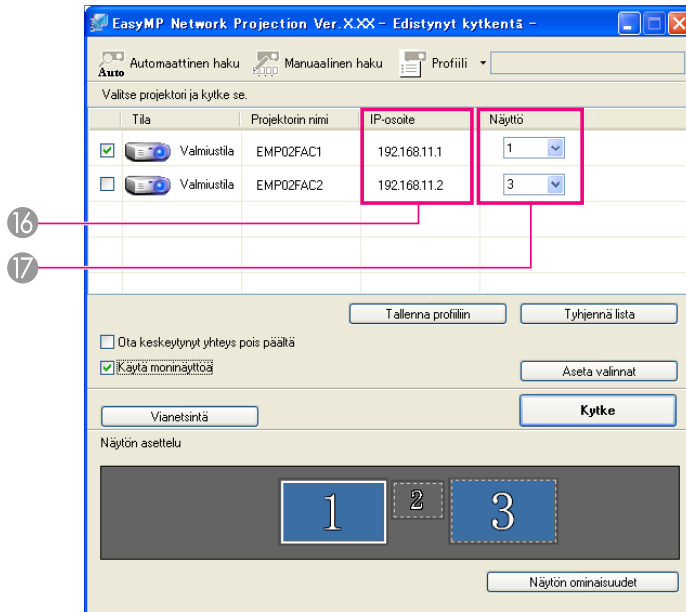 EasyMP Network Projection Ver.X.XX – Edistynyt kytkentä –
Auto Automaattinen haku Manuaalinen haku Profiili
Valitse projektori ja kytke se.
Tila Projektorin nimi IP-osoite Näyttö
Valmiustila EMP02FAC1 192.168.11.1 1
Valmiustila EMP02FAC2 192.168.11.2 3
16
17
Tallenna profiiliin Tyhjennä lista
Ota keskeytynyt yhteys pois päältä
Käytä moninäyttöä Aseta valinnat
Vianetsintä Kytke
Näytön asettelu
1 2 3
Näytön ominaisuudet